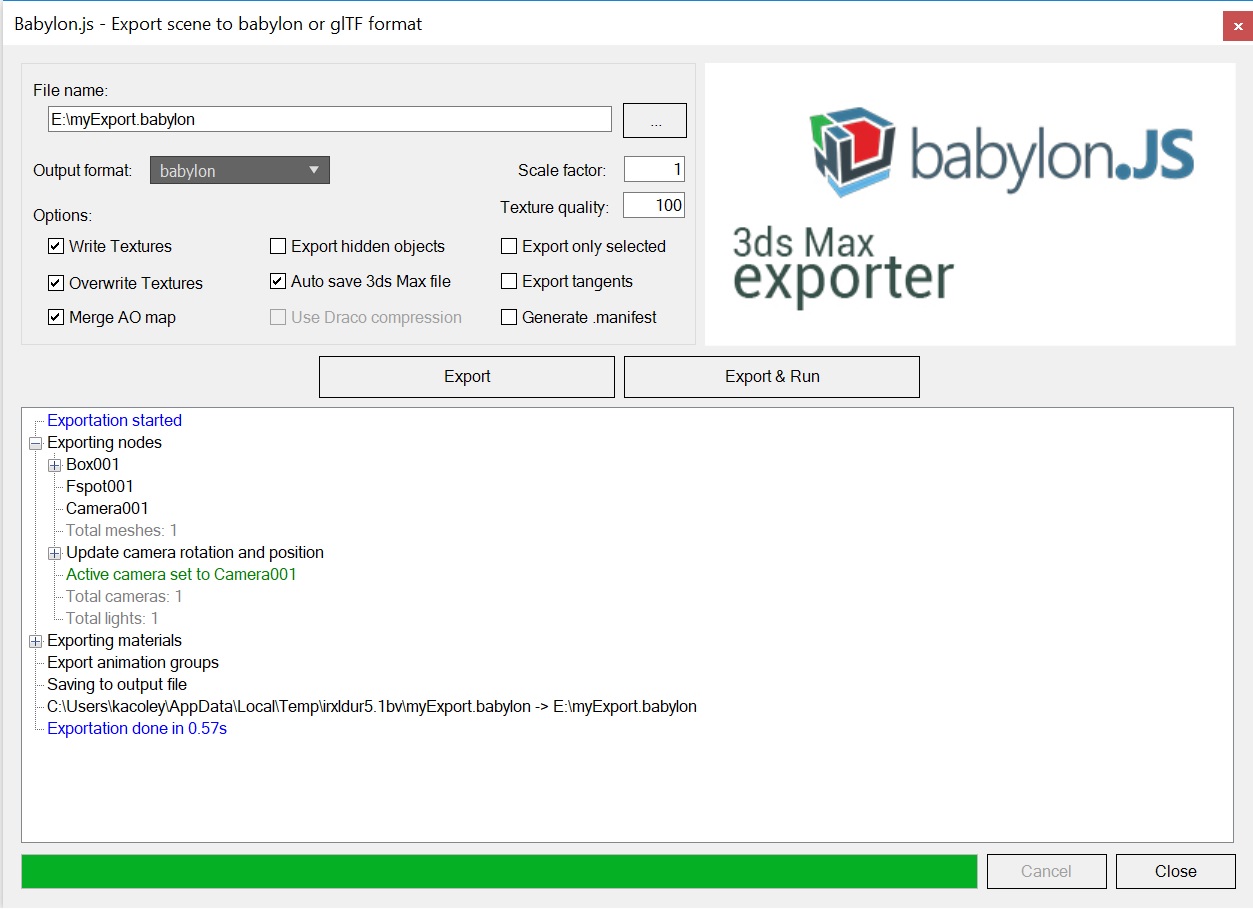 Babylon.js - Export scene to babylon or glTF format
File name:
E:\myExport.babylon
...
Output format:
babylon
Scale factor:
1
Texture quality:
100
Options:
Write Textures
Export hidden objects
Export only selected
Overwrite Textures
Auto save 3ds Max file
Export tangents
Merge AO map
Use Draco compression
Generate .manifest
babylon.JS
3ds Max
exporter
Export
Export & Run
Exportation started
Exporting nodes
Box001
Fspot001
Camera001
Total meshes: 1
Update camera rotation and position
Active camera set to Camera001
Total cameras: 1
Total lights: 1
Exporting materials
Export animation groups
Saving to output file
C:\Users\kacoley\AppData\Local\Temp\irxldur5.1bv\myExport.babylon -> E:\myExport.babylon
Exportation done in 0.57s
Cancel
Close